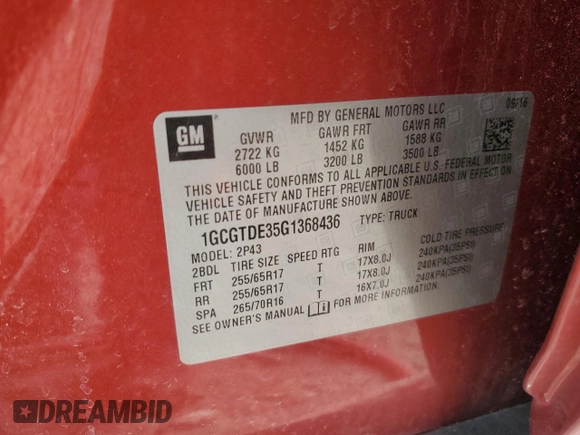 MFD BY GENERAL MOTORS LLC 06/16
GM
GVWR GAWR FRT GAWR RR
2722 KG 1452 KG 1588 KG
6000 LB 3200 LB 3500 LB
THIS VEHICLE CONFORMS TO ALL APPLICABLE U.S. FEDERAL MOTOR
VEHICLE SAFETY AND THEFT PREVENTION STANDARDS IN EFFECT ON
THE DATE OF MANUFACTURE SHOWN ABOVE.
1GCGTDE35G1368436 TYPE: TRUCK
MODEL: 2P43
2BDL TIRE SIZE SPEED RTG RIM COLD TIRE PRESSURE
FRT 255/65R17 T 17X8.0J 240KPA(35PSI)
RR 255/65R17 T 17X8.0J 240KPA(35PSI)
SPA 265/70R16 T 16X7.0J 240KPA(35PSI)
SEE OWNER'S MANUAL FOR MORE INFORMATION.
DREAMBID